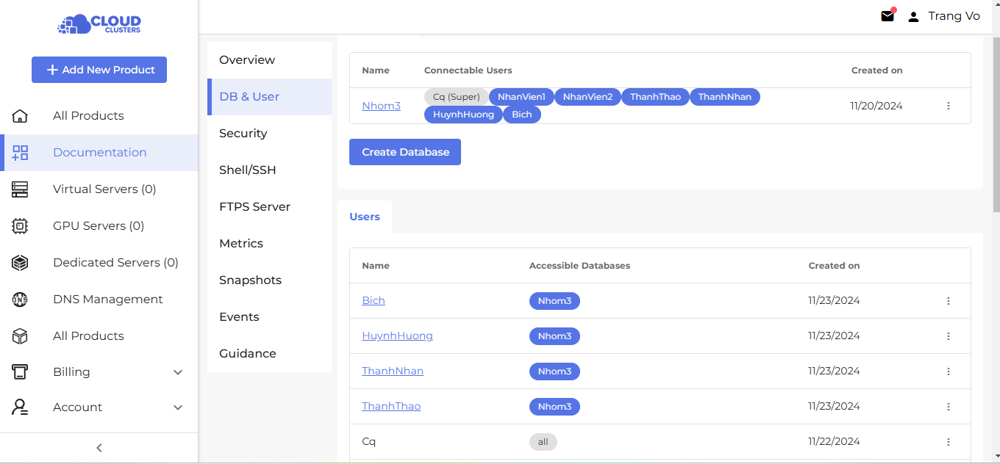 CLOUD
CLUSTERS
Trang Vo
Add New Product
All Products
Documentation
Virtual Servers (0)
GPU Servers (0)
Dedicated Servers (0)
DNS
DNS Management
All Products
Billing
Account
Overview
DB & User
Security
Shell/SSH
FTPS Server
Metrics
Snapshots
Events
Guidance
Name Connectable Users Created on
Nhom3 Cq (Super) NhanVien1 NhanVien2 ThanhThao ThanhNhan 11/20/2024
HuynhHuong Bich
Create Database
Users
Name Accessible Databases Created on
Bich Nhom3 11/23/2024
HuynhHuong Nhom3 11/23/2024
ThanhNhan Nhom3 11/23/2024
ThanhThao Nhom3 11/23/2024
Cq all 11/22/2024